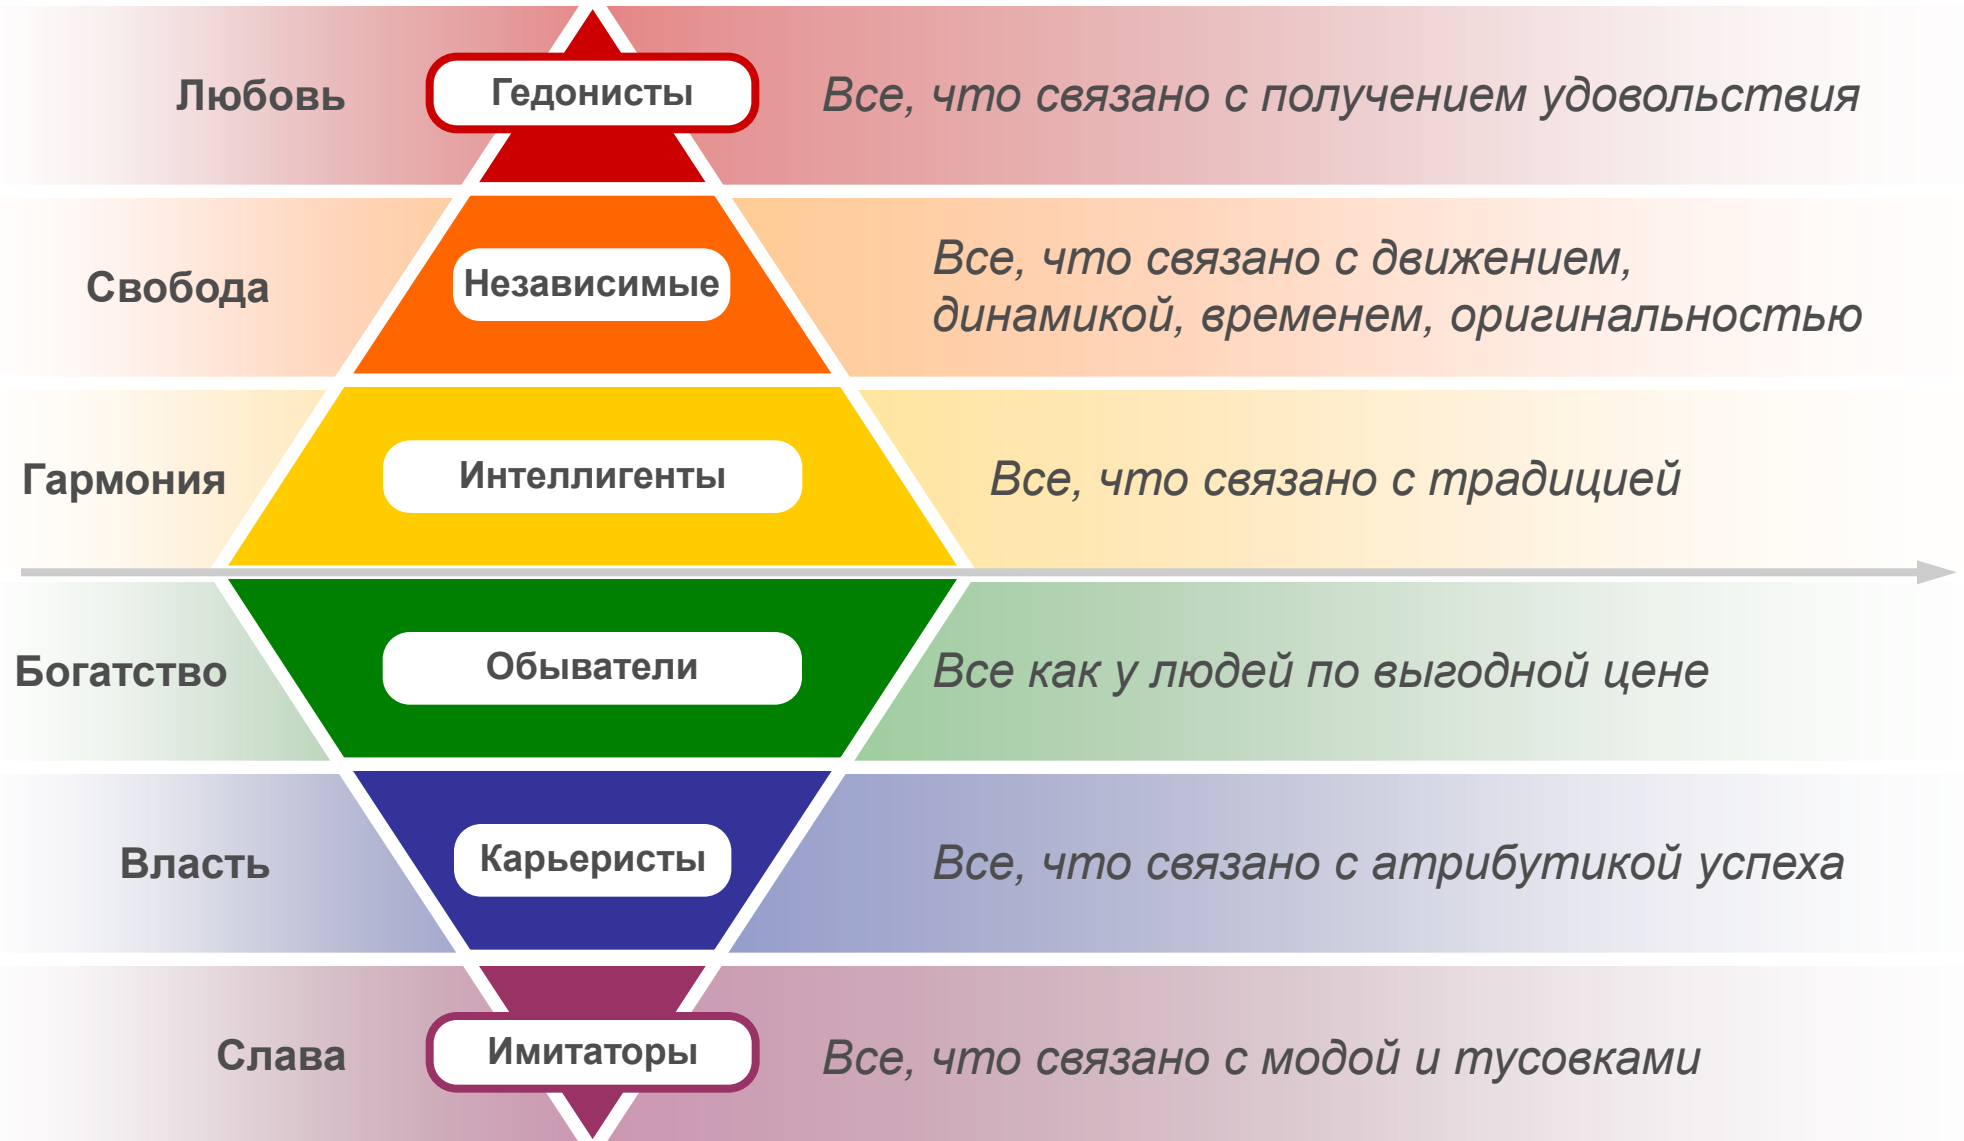 Любовь
Гедонисты
Все, что связано с получением удовольствия
Свобода
Независимые
Все, что связано с движением,
динамикой, временем, оригинальностью
Гармония
Интеллигенты
Все, что связано с традицией
Богатство
Обыватели
Все как у людей по выгодной цене
Власть
Карьеристы
Все, что связано с атрибутикой успеха
Слава
Имитаторы
Все, что связано с модой и тусовками